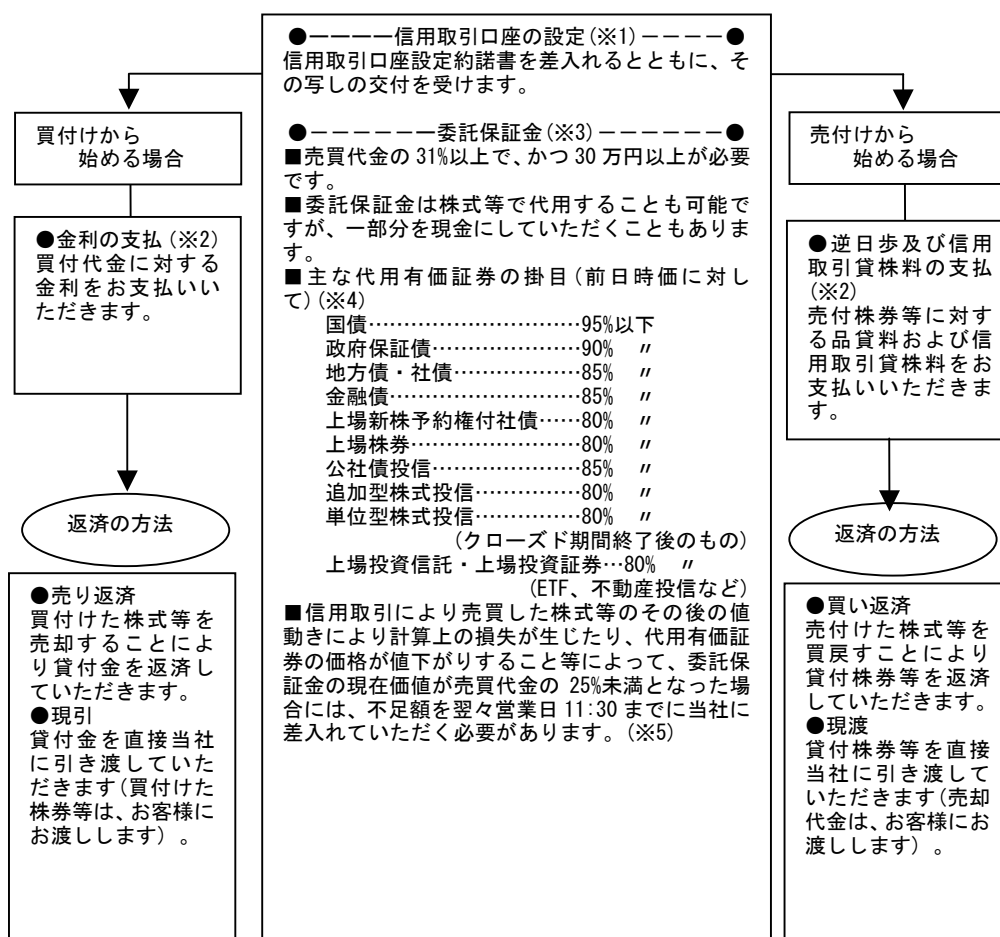 ●－－－－信用取引口座の設定(※1)－－－－●
信用取引口座設定約諾書を差入れるとともに、そ
の写しの交付を受けます。
●－－－－－－委託保証金(※3)－－－－－－●
■売買代金の 31%以上で、かつ 30 万円以上が必要
です。
■委託保証金は株式等で代用することも可能で
すが、一部分を現金にしていただくこともありま
す。
■主な代用有価証券の掛目(前日時価に対し
て)(※4)
国債…………………………95%以下
政府保証債…………………90% 〃
地方債・社債………………85% 〃
金融債………………………85% 〃
上場新株予約権付社債……80% 〃
上場株券……………………80% 〃
公社債投信…………………85% 〃
追加型株式投信……………80% 〃
単位型株式投信……………80% 〃
(クローズド期間終了後のもの)
上場投資信託・上場投資証券…80% 〃
(ETF、不動産投信など)
■信用取引により売買した株式等のその後の値
動きにより計算上の損失が生じたり、代用有価証
券の価格が値下がりすること等によって、委託保
証金の現在価値が売買代金の 25%未満となった場
合には、不足額を翌々営業日 11:30 までに当社に
差入れていただく必要があります。(※5)
買付けから
始める場合
●金利の支払(※2)
買付代金に対する
金利をお支払いい
ただきます。
返済の方法
●売り返済
買付けた株式等を
売却することによ
り貸付金を返済し
ていただきます。
●現引
貸付金を直接当社
に引き渡していた
だきます(買付けた
株券等は、お客様に
お渡しします) 。
売付けから
始める場合
●逆日歩及び信用
取引貸株料の支払
(※2)
売付株券等に対す
る品貸料および信
用取引貸株料をお
支払いいただきま
す。
返済の方法
●買い返済
売付けた株式等を
買戻すことにより
貸付株券等を返済
していただきます。
●現渡
貸付株券等を直接
当社に引き渡して
いただきます(売却
代金は、お客様にお
渡しします) 。